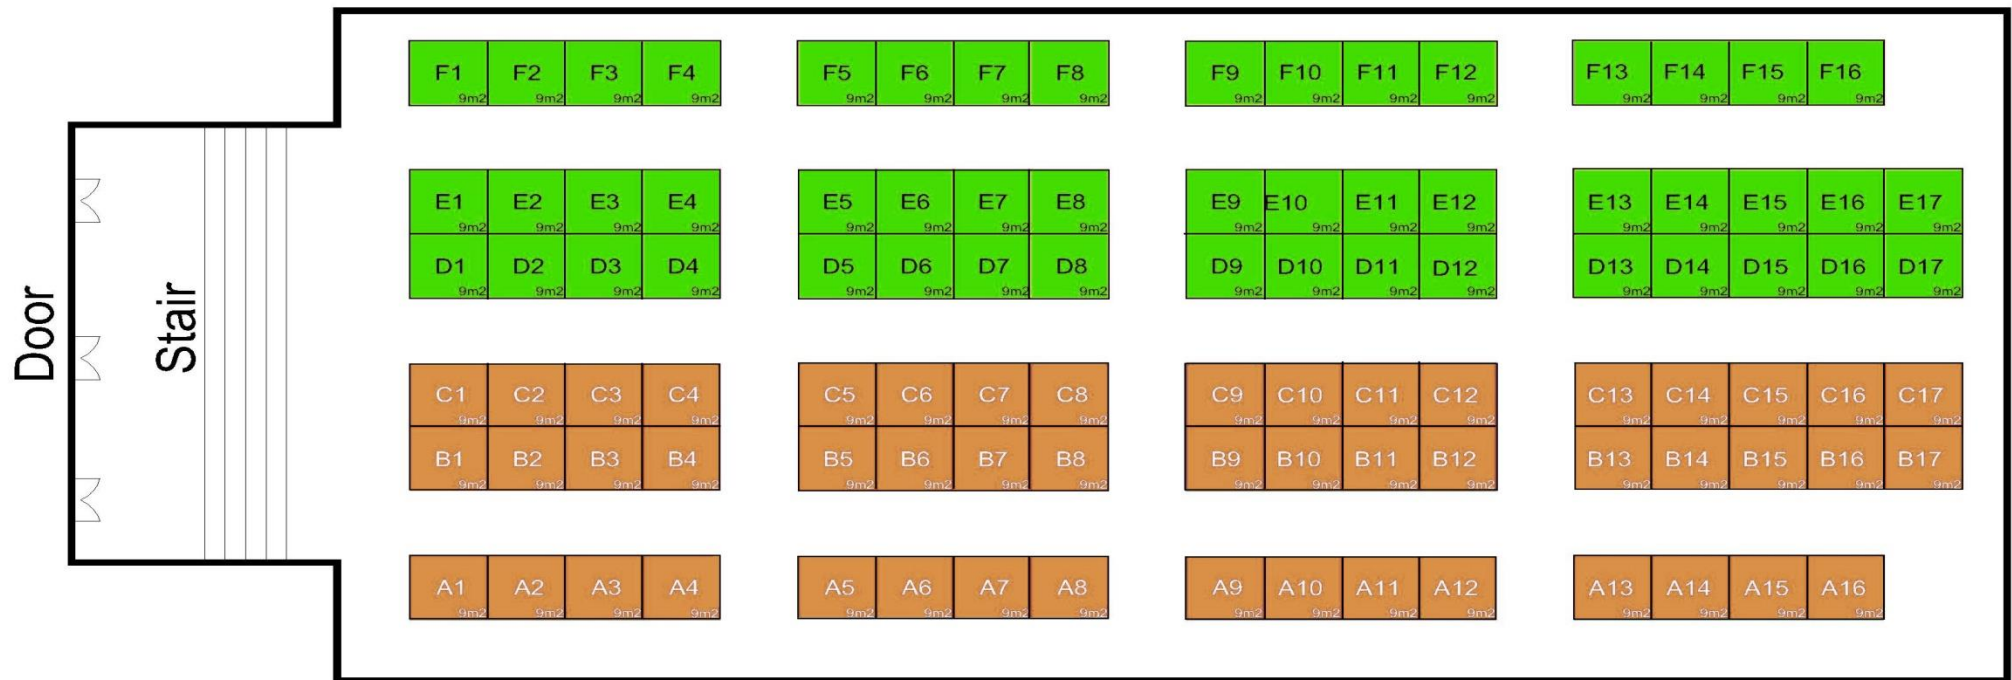 F1 F2 F3 F4 F5 F6 F7 F8 F9 F10 F11 F12 F13 F14 F15 F16
9m2 9m2 9m2 9m2 9m2 9m2 9m2 9m2 9m2 9m2 9m2 9m2 9m2 9m2 9m2 9m2
E1 E2 E3 E4 E5 E6 E7 E8 E9 E10 E11 E12 E13 E14 E15 E16 E17
9m2 9m2 9m2 9m2 9m2 9m2 9m2 9m2 9m2 9m2 9m2 9m2 9m2 9m2 9m2 9m2 9m2
D1 D2 D3 D4 D5 D6 D7 D8 D9 D10 D11 D12 D13 D14 D15 D16 D17
9m2 9m2 9m2 9m2 9m2 9m2 9m2 9m2 9m2 9m2 9m2 9m2 9m2 9m2 9m2 9m2 9m2
Door
Stair
C1 C2 C3 C4 C5 C6 C7 C8 C9 C10 C11 C12 C13 C14 C15 C16 C17
9m2 9m2 9m2 9m2 9m2 9m2 9m2 9m2 9m2 9m2 9m2 9m2 9m2 9m2 9m2 9m2 9m2
B1 B2 B3 B4 B5 B6 B7 B8 B9 B10 B11 B12 B13 B14 B15 B16 B17
9m2 9m2 9m2 9m2 9m2 9m2 9m2 9m2 9m2 9m2 9m2 9m2 9m2 9m2 9m2 9m2 9m2
A1 A2 A3 A4 A5 A6 A7 A8 A9 A10 A11 A12 A13 A14 A15 A16
9m2 9m2 9m2 9m2 9m2 9m2 9m2 9m2 9m2 9m2 9m2 9m2 9m2 9m2 9m2 9m2